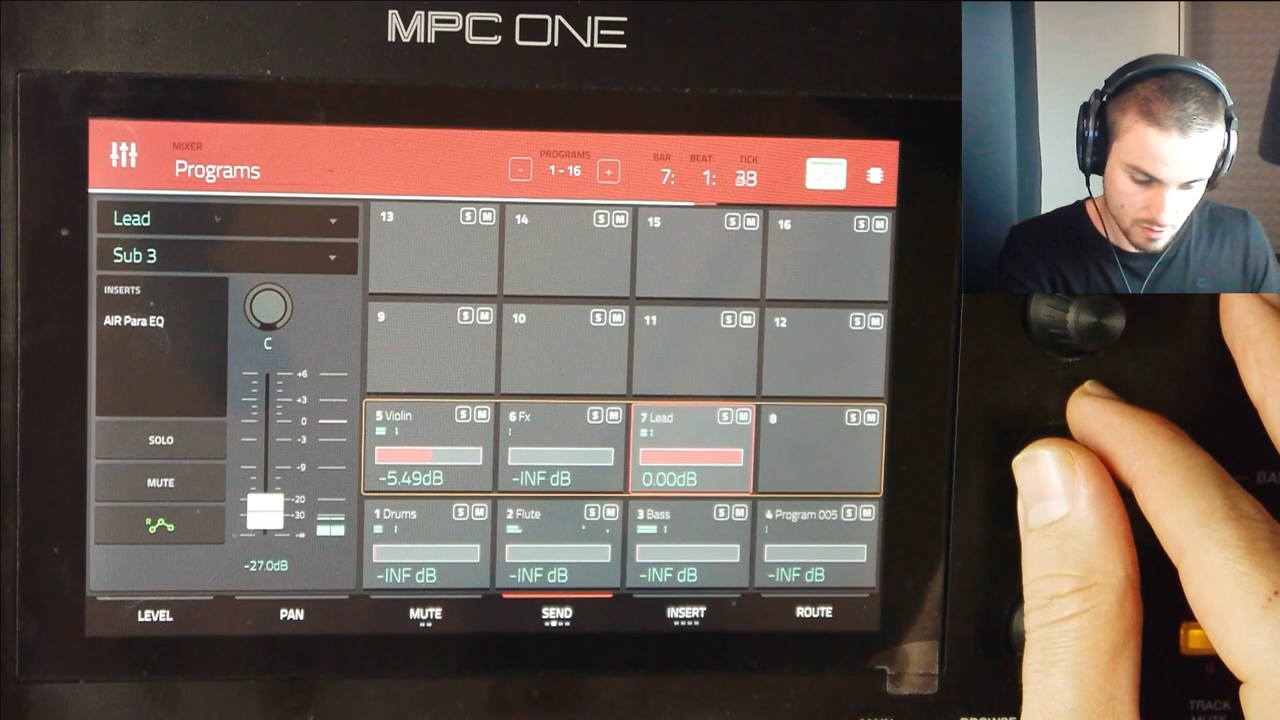 MPC ONE
MIXER
Programs
PROGRAMS
- 1 - 16 +
BAR BEAT TICK
7: 1:
Lead
Sub 3
INSERTS
AIR Para EQ
C
+6
+3
0
-3
-9
-20
-30
-∞
-27.0dB
SOLO
MUTE
R
13 S M
14 S M
15 S M
16 S M
9 S M
10 S M
11 S M
12 S M
5 Violin S M
-5.49dB
6 Fx S M
-INF dB
7 Lead S M
0.00dB
8 S M
1 Drums S M
-INF dB
2 Flute S M
-INF dB
3 Bass S M
-INF dB
4 Program 005 S M
-INF dB
LEVEL PAN MUTE SEND INSERT ROUTE
TRACK